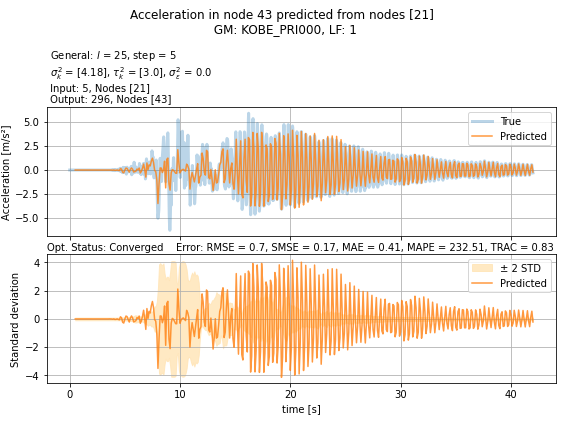 Acceleration in node 43 predicted from nodes [21]
GM: KOBE_PRI000, LF: 1
General: l = 25, step = 5
σ²ₖ = [4.18], τ²ₖ = [3.0], σ²ε = 0.0
Input: 5, Nodes [21]
Output: 296, Nodes [43]
Acceleration [m/s²]
5.0
2.5
0.0
−2.5
−5.0
True
Predicted
Opt. Status: Converged Error: RMSE = 0.7, SMSE = 0.17, MAE = 0.41, MAPE = 232.51, TRAC = 0.83
Standard deviation
4
2
0
−2
−4
± 2 STD
Predicted
0 10 20 30 40
time [s]